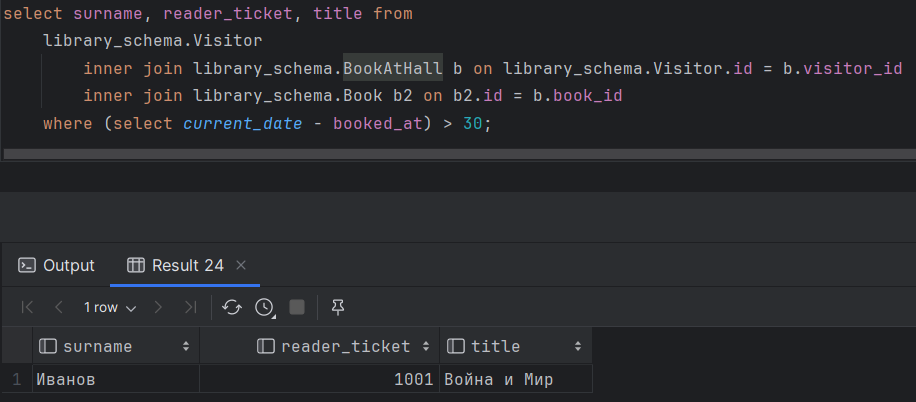 select surname, reader_ticket, title from
library_schema.Visitor
inner join library_schema.BookAtHall b on library_schema.Visitor.id = b.visitor_id
inner join library_schema.Book b2 on b2.id = b.book_id
where (select current_date - booked_at) > 30;
Output Result 24
1 row
surname reader_ticket title
1 Иванов 1001 Война и Мир